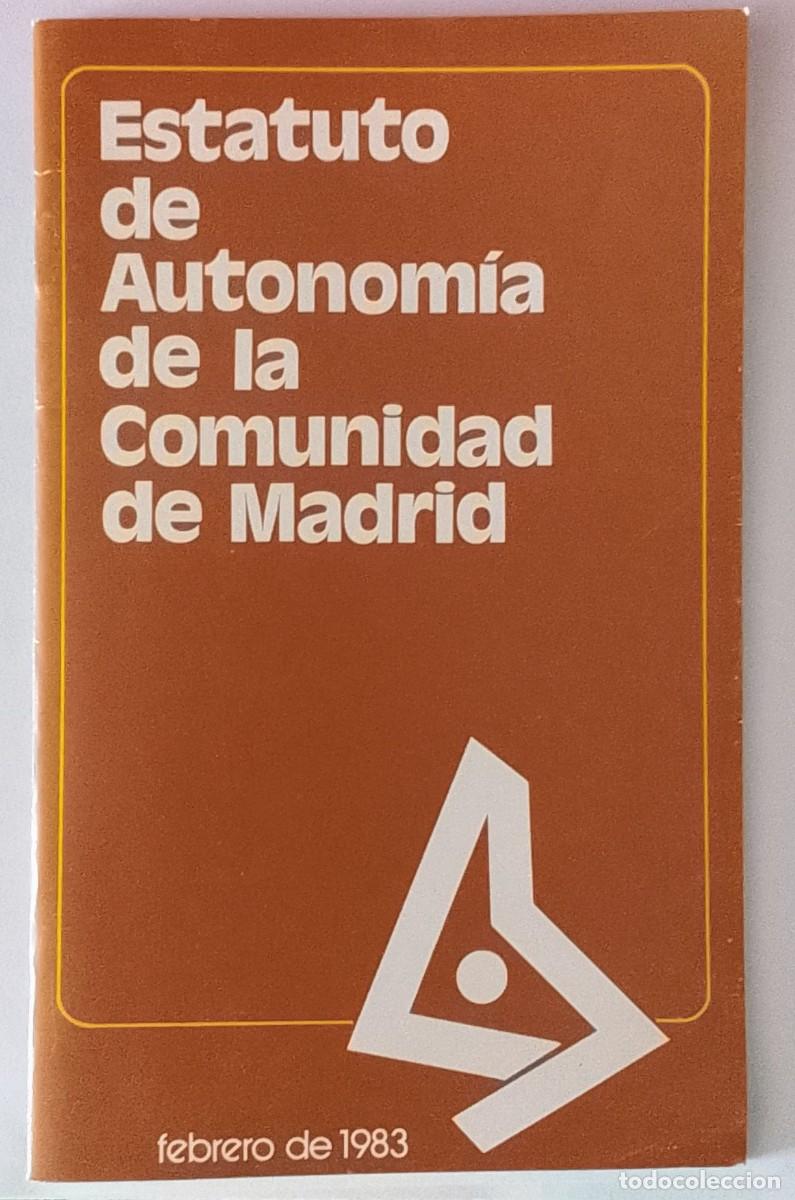 Estatuto
de
Autonomía
de la
Comunidad
de Madrid
febrero de 1983
todocoleccion